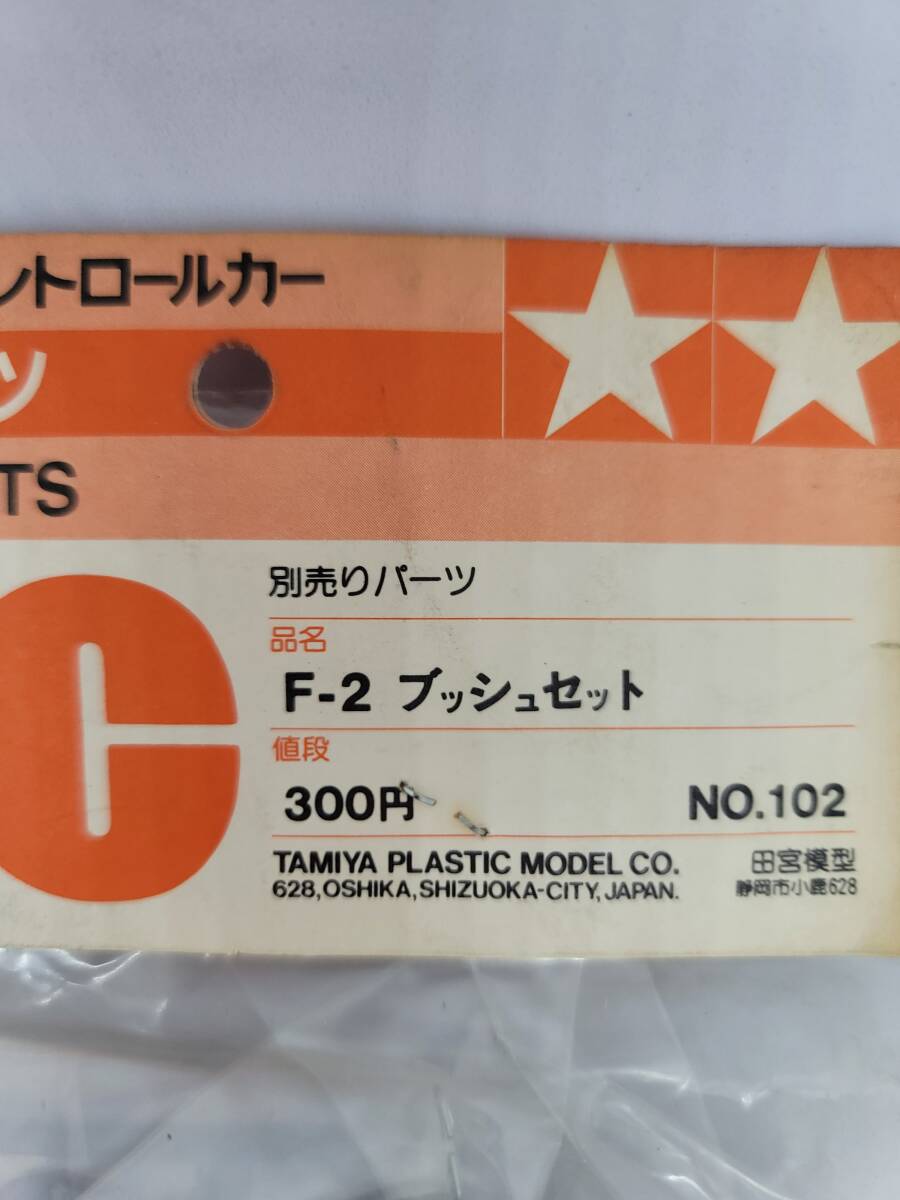 ントロールカー
ツ
TS
C
別売りパーツ
品名
F-2 ブッシュセット
値段
300円 NO.102
TAMIYA PLASTIC MODEL CO. 田宮模型
628,OSHIKA,SHIZUOKA-CITY,JAPAN. 静岡市小鹿628